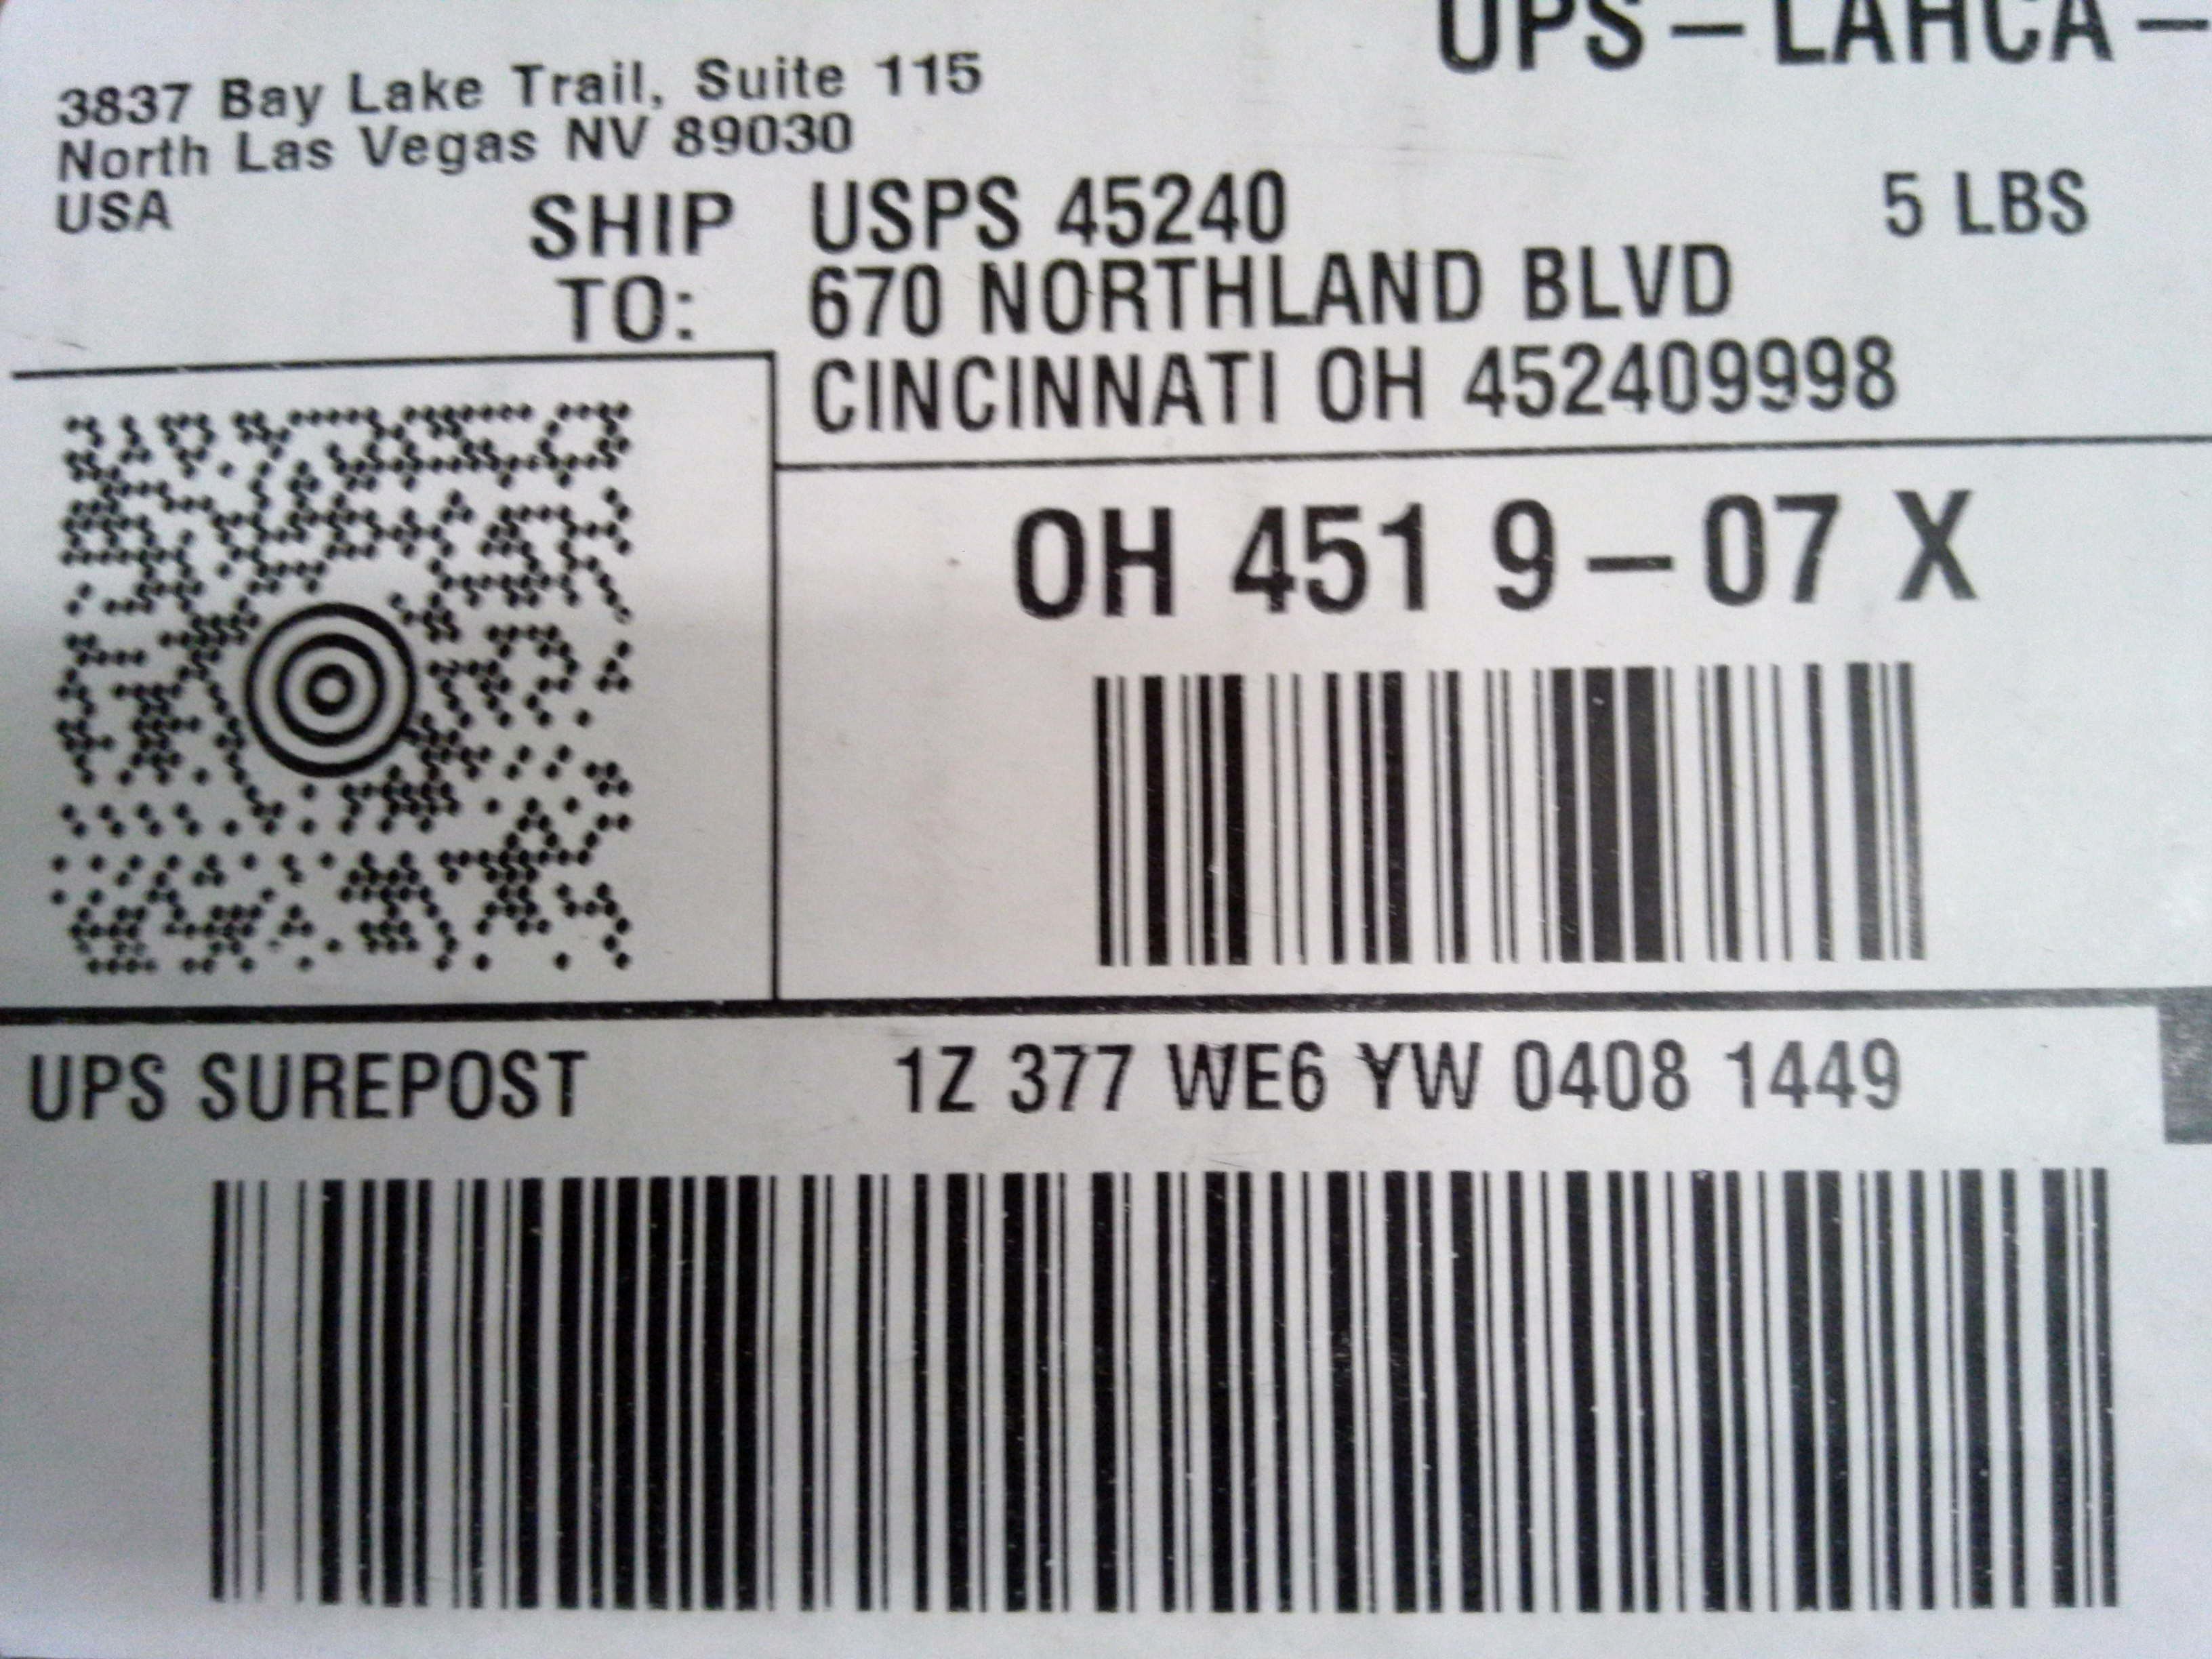 UPS – LAHCA –
3837 Bay Lake Trail, Suite 115
North Las Vegas NV 89030
USA
5 LBS
SHIP TO:
USPS 45240
670 NORTHLAND BLVD
CINCINNATI OH 452409998
OH 451 9 – 07 X
UPS SUREPOST
1Z 377 WE6 YW 0408 1449